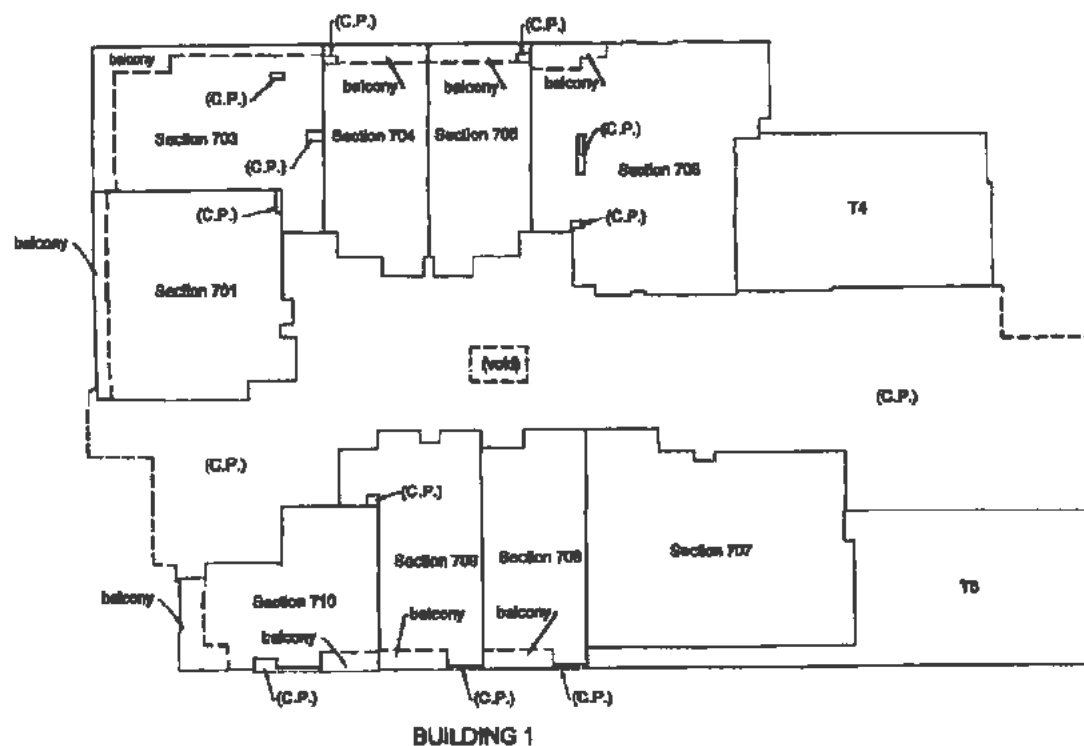 (C.P.)
(C.P.)
balcony
balcony
balcony
balcony
(C.P.)
Section 703
Section 704
Section 705
(C.P.)
(C.P.)
Section 706
(C.P.)
(C.P.)
T4
balcony
Section 701
(void)
(C.P.)
(C.P.)
(C.P.)
Section 709
Section 708
Section 707
T5
balcony
Section 710
balcony
balcony
balcony
(C.P.)
(C.P.)
(C.P.)
BUILDING 1